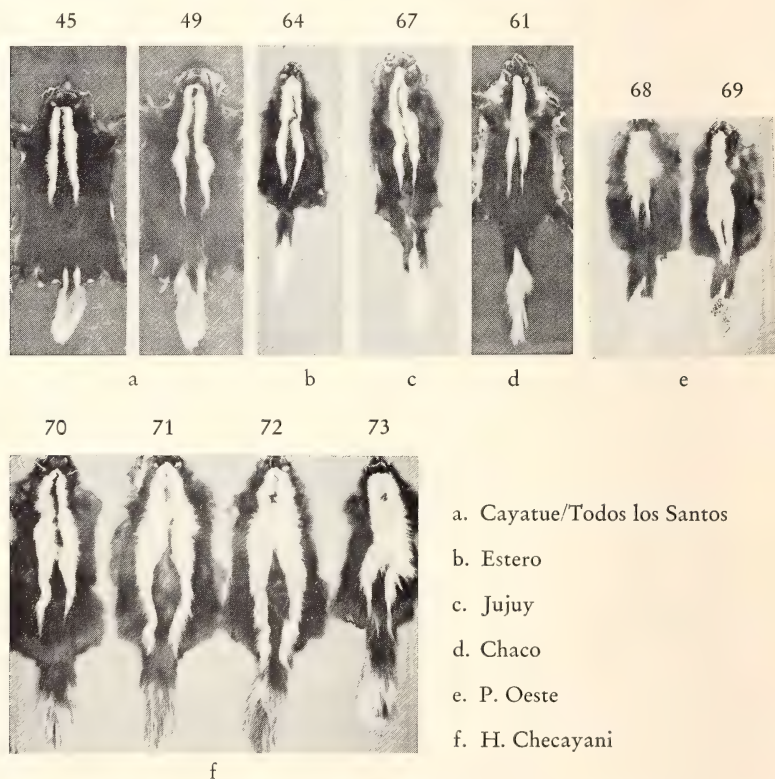 45 49 64 67 61
68 69
a b c d e
70 71 72 73
a. Cayatue/Todos los Santos
b. Estero
c. Jujuy
d. Chaco
e. P. Oeste
f. H. Checayani
f